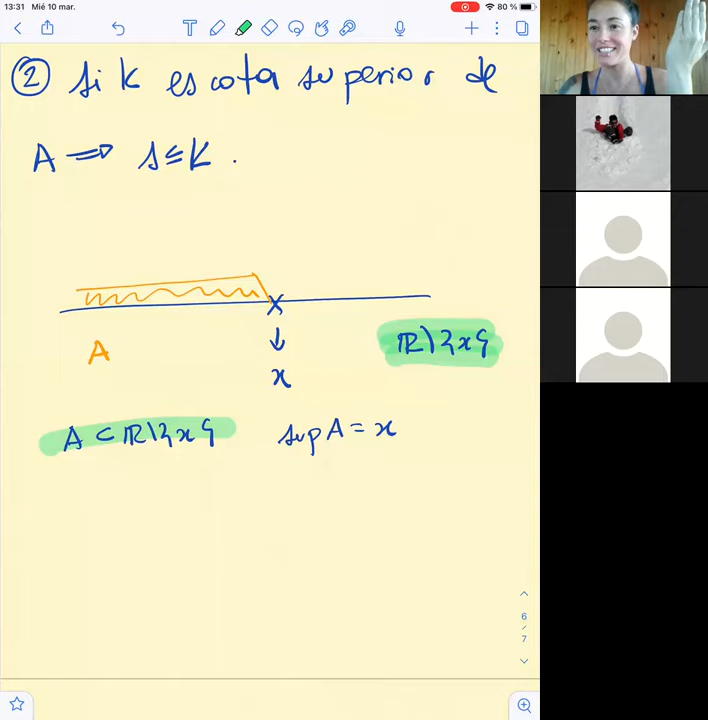 13:31 Mié 10 mar.
80 %
② Si k es cota superior de
A ⟹ s ≤ k.
A
x
ℝ\{x}
A ⊂ ℝ\{x}
sup A = x
6
7